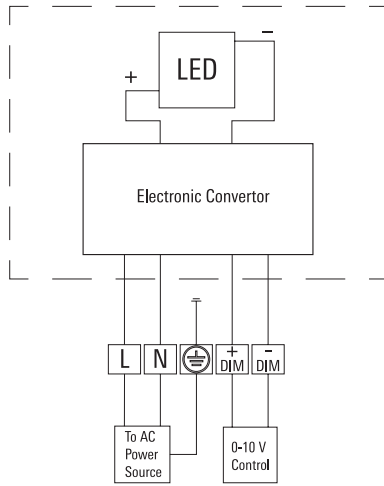 LED
+
−
Electronic Convertor
L
N
+
DIM
-
DIM
To AC
Power
Source
0-10 V
Control